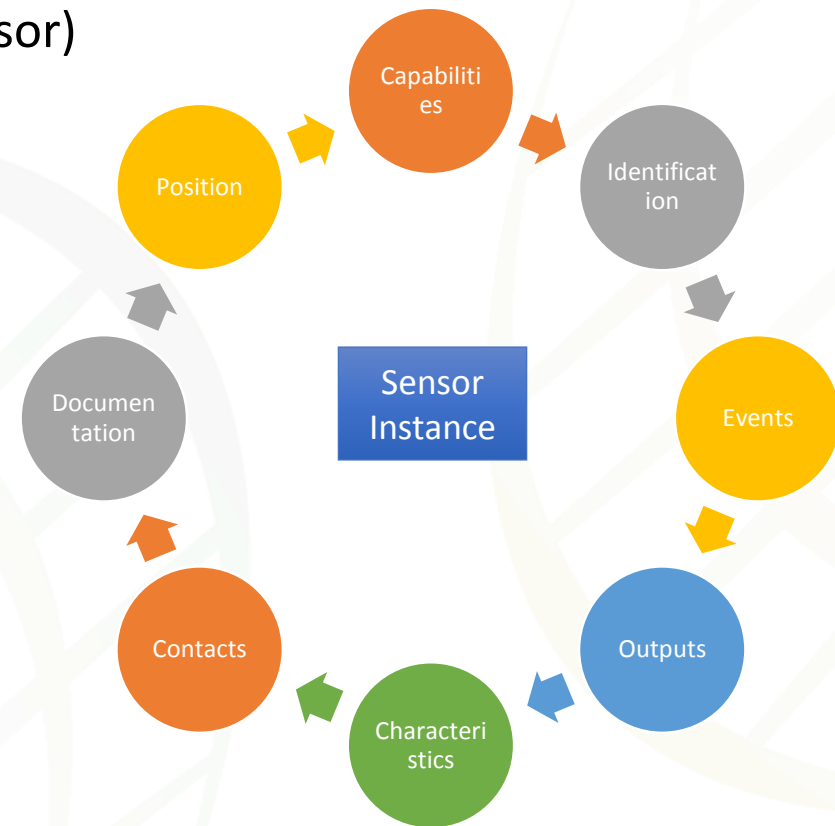 sor)
Capabiliti
es
Identificat
ion
Events
Outputs
Characteri
stics
Contacts
Documen
tation
Position
Sensor
Instance